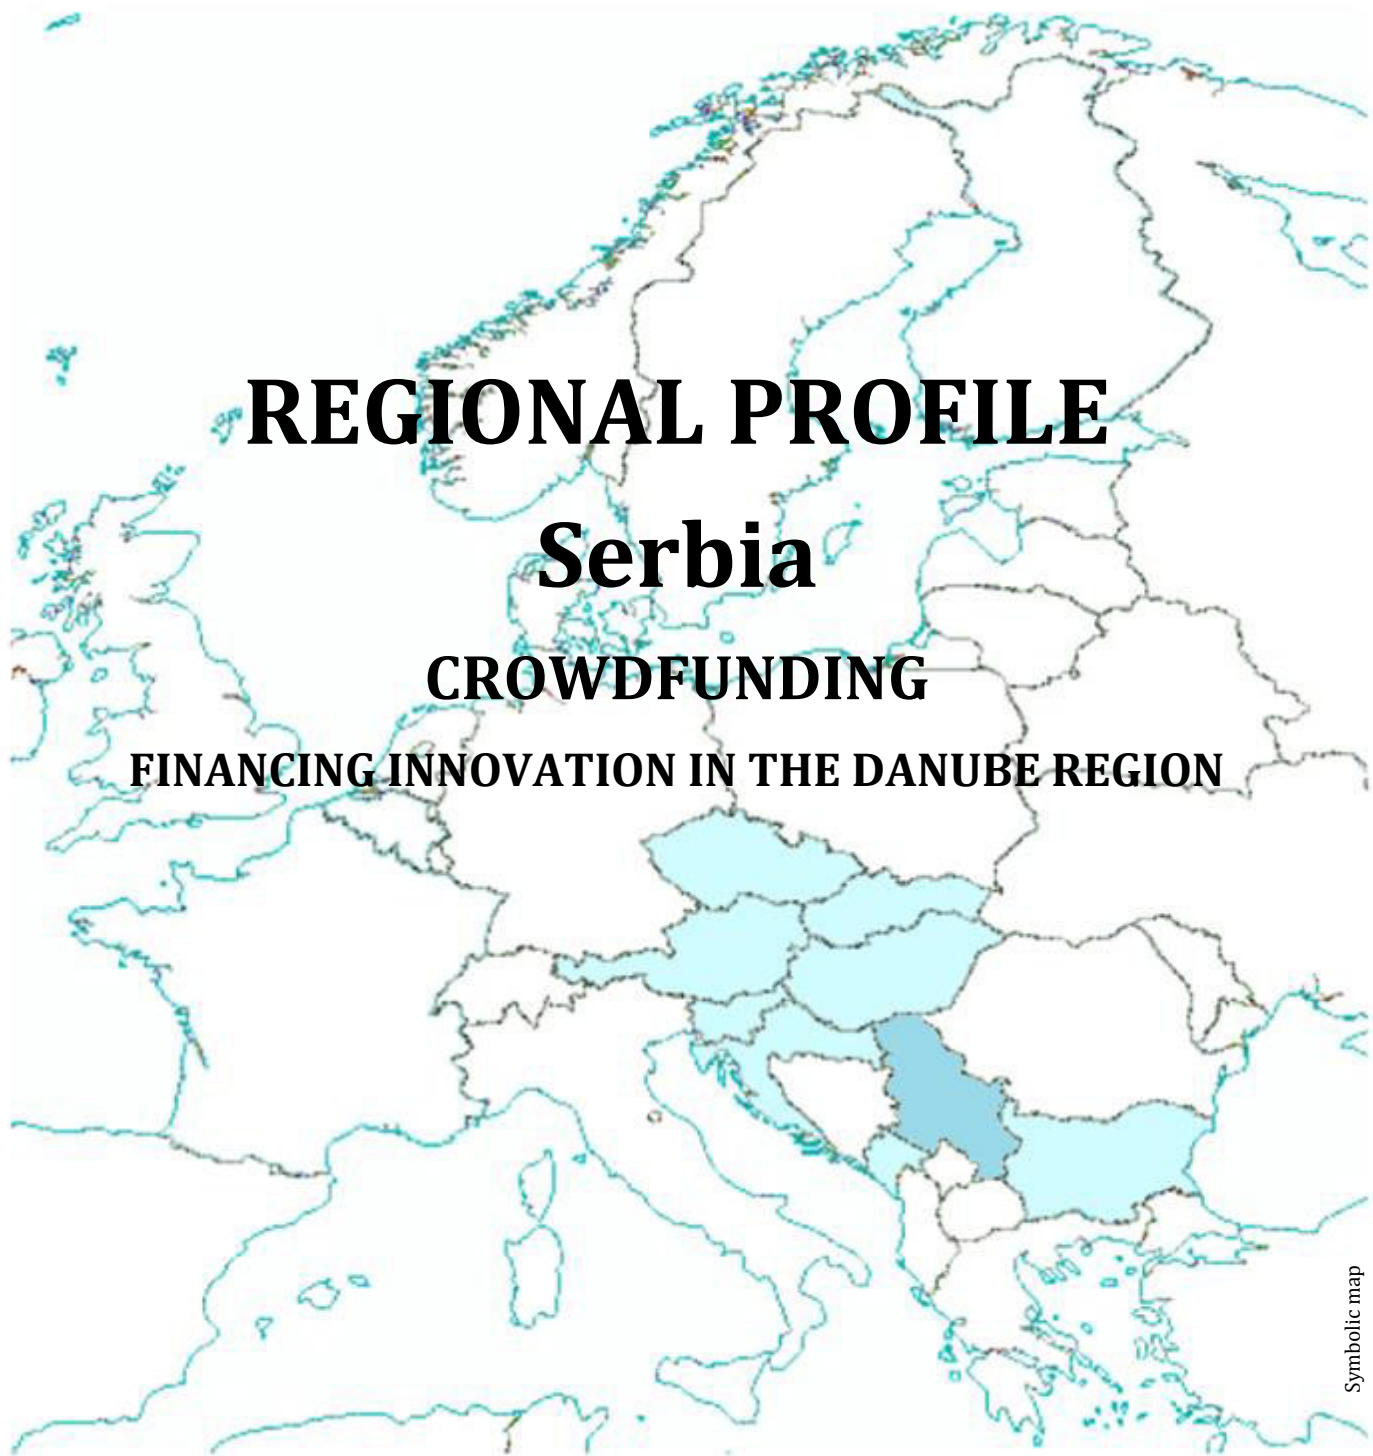 REGIONAL PROFILE
Serbia
CROWDFUNDING
FINANCING INNOVATION IN THE DANUBE REGION
Symbolic map